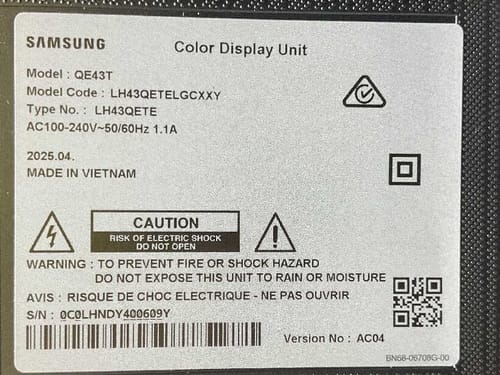 SAMSUNG
Color Display Unit
Model : QE43T
Model Code : LH43QETELGCXXY
Type No. : LH43QETE
AC100-240V~50/60Hz 1.1A
2025.04.
MADE IN VIETNAM
CAUTION
RISK OF ELECTRIC SHOCK
DO NOT OPEN
WARNING : TO PREVENT FIRE OR SHOCK HAZARD
DO NOT EXPOSE THIS UNIT TO RAIN OR MOISTURE
AVIS : RISQUE DE CHOC ELECTRIQUE - NE PAS OUVRIR
S/N : 0C0LHNDY400609Y
Version No : AC04
BN68-06708G-00